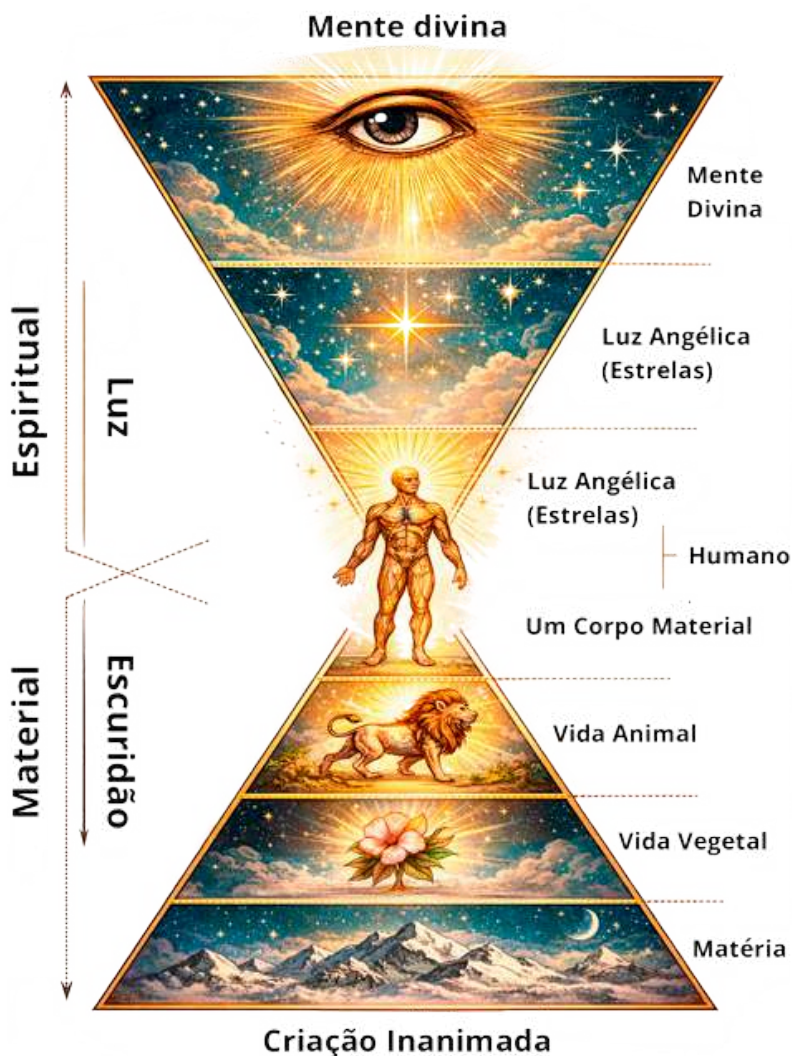 Mente divina
Mente
Divina
Luz Angélica
(Estrelas)
Espiritual
Luz
Luz Angélica
(Estrelas)
Humano
Um Corpo Material
Material
Escuridão
Vida Animal
Vida Vegetal
Matéria
Criação Inanimada